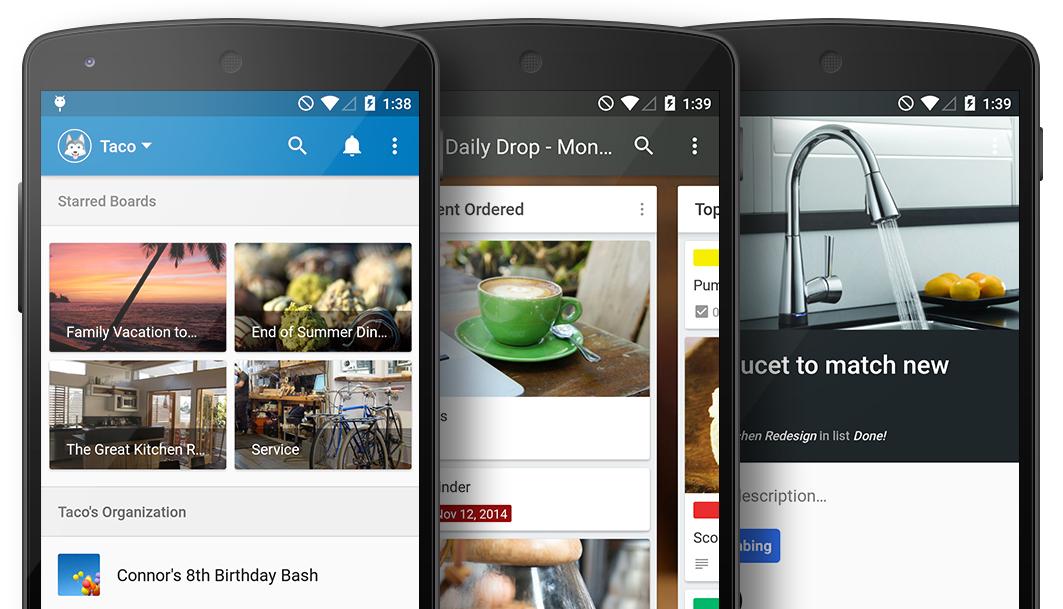 1:38
Taco
Starred Boards
Family Vacation to...
End of Summer Din...
The Great Kitchen R...
Service
Taco's Organization
Connor's 8th Birthday Bash
1:39
Daily Drop - Mon...
ent Ordered
Top
s
inder
Nov 12, 2014
Pum
0
Sco
1:39
ucet to match new
chen Redesign in list Done!
description...
bing